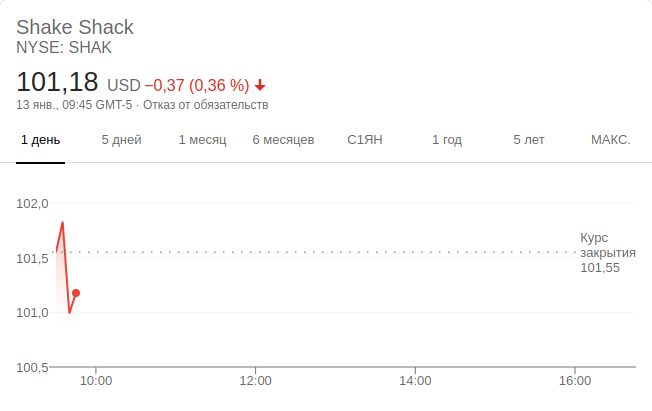 Shake Shack
NYSE: SHAK
101,18 USD −0,37 (0,36 %)
13 янв., 09:45 GMT-5 · Отказ от обязательств
1 день 5 дней 1 месяц 6 месяцев С1ЯН 1 год 5 лет МАКС.
102,0
101,5
101,0
100,5
Курс
закрытия
101,55
10:00 12:00 14:00 16:00